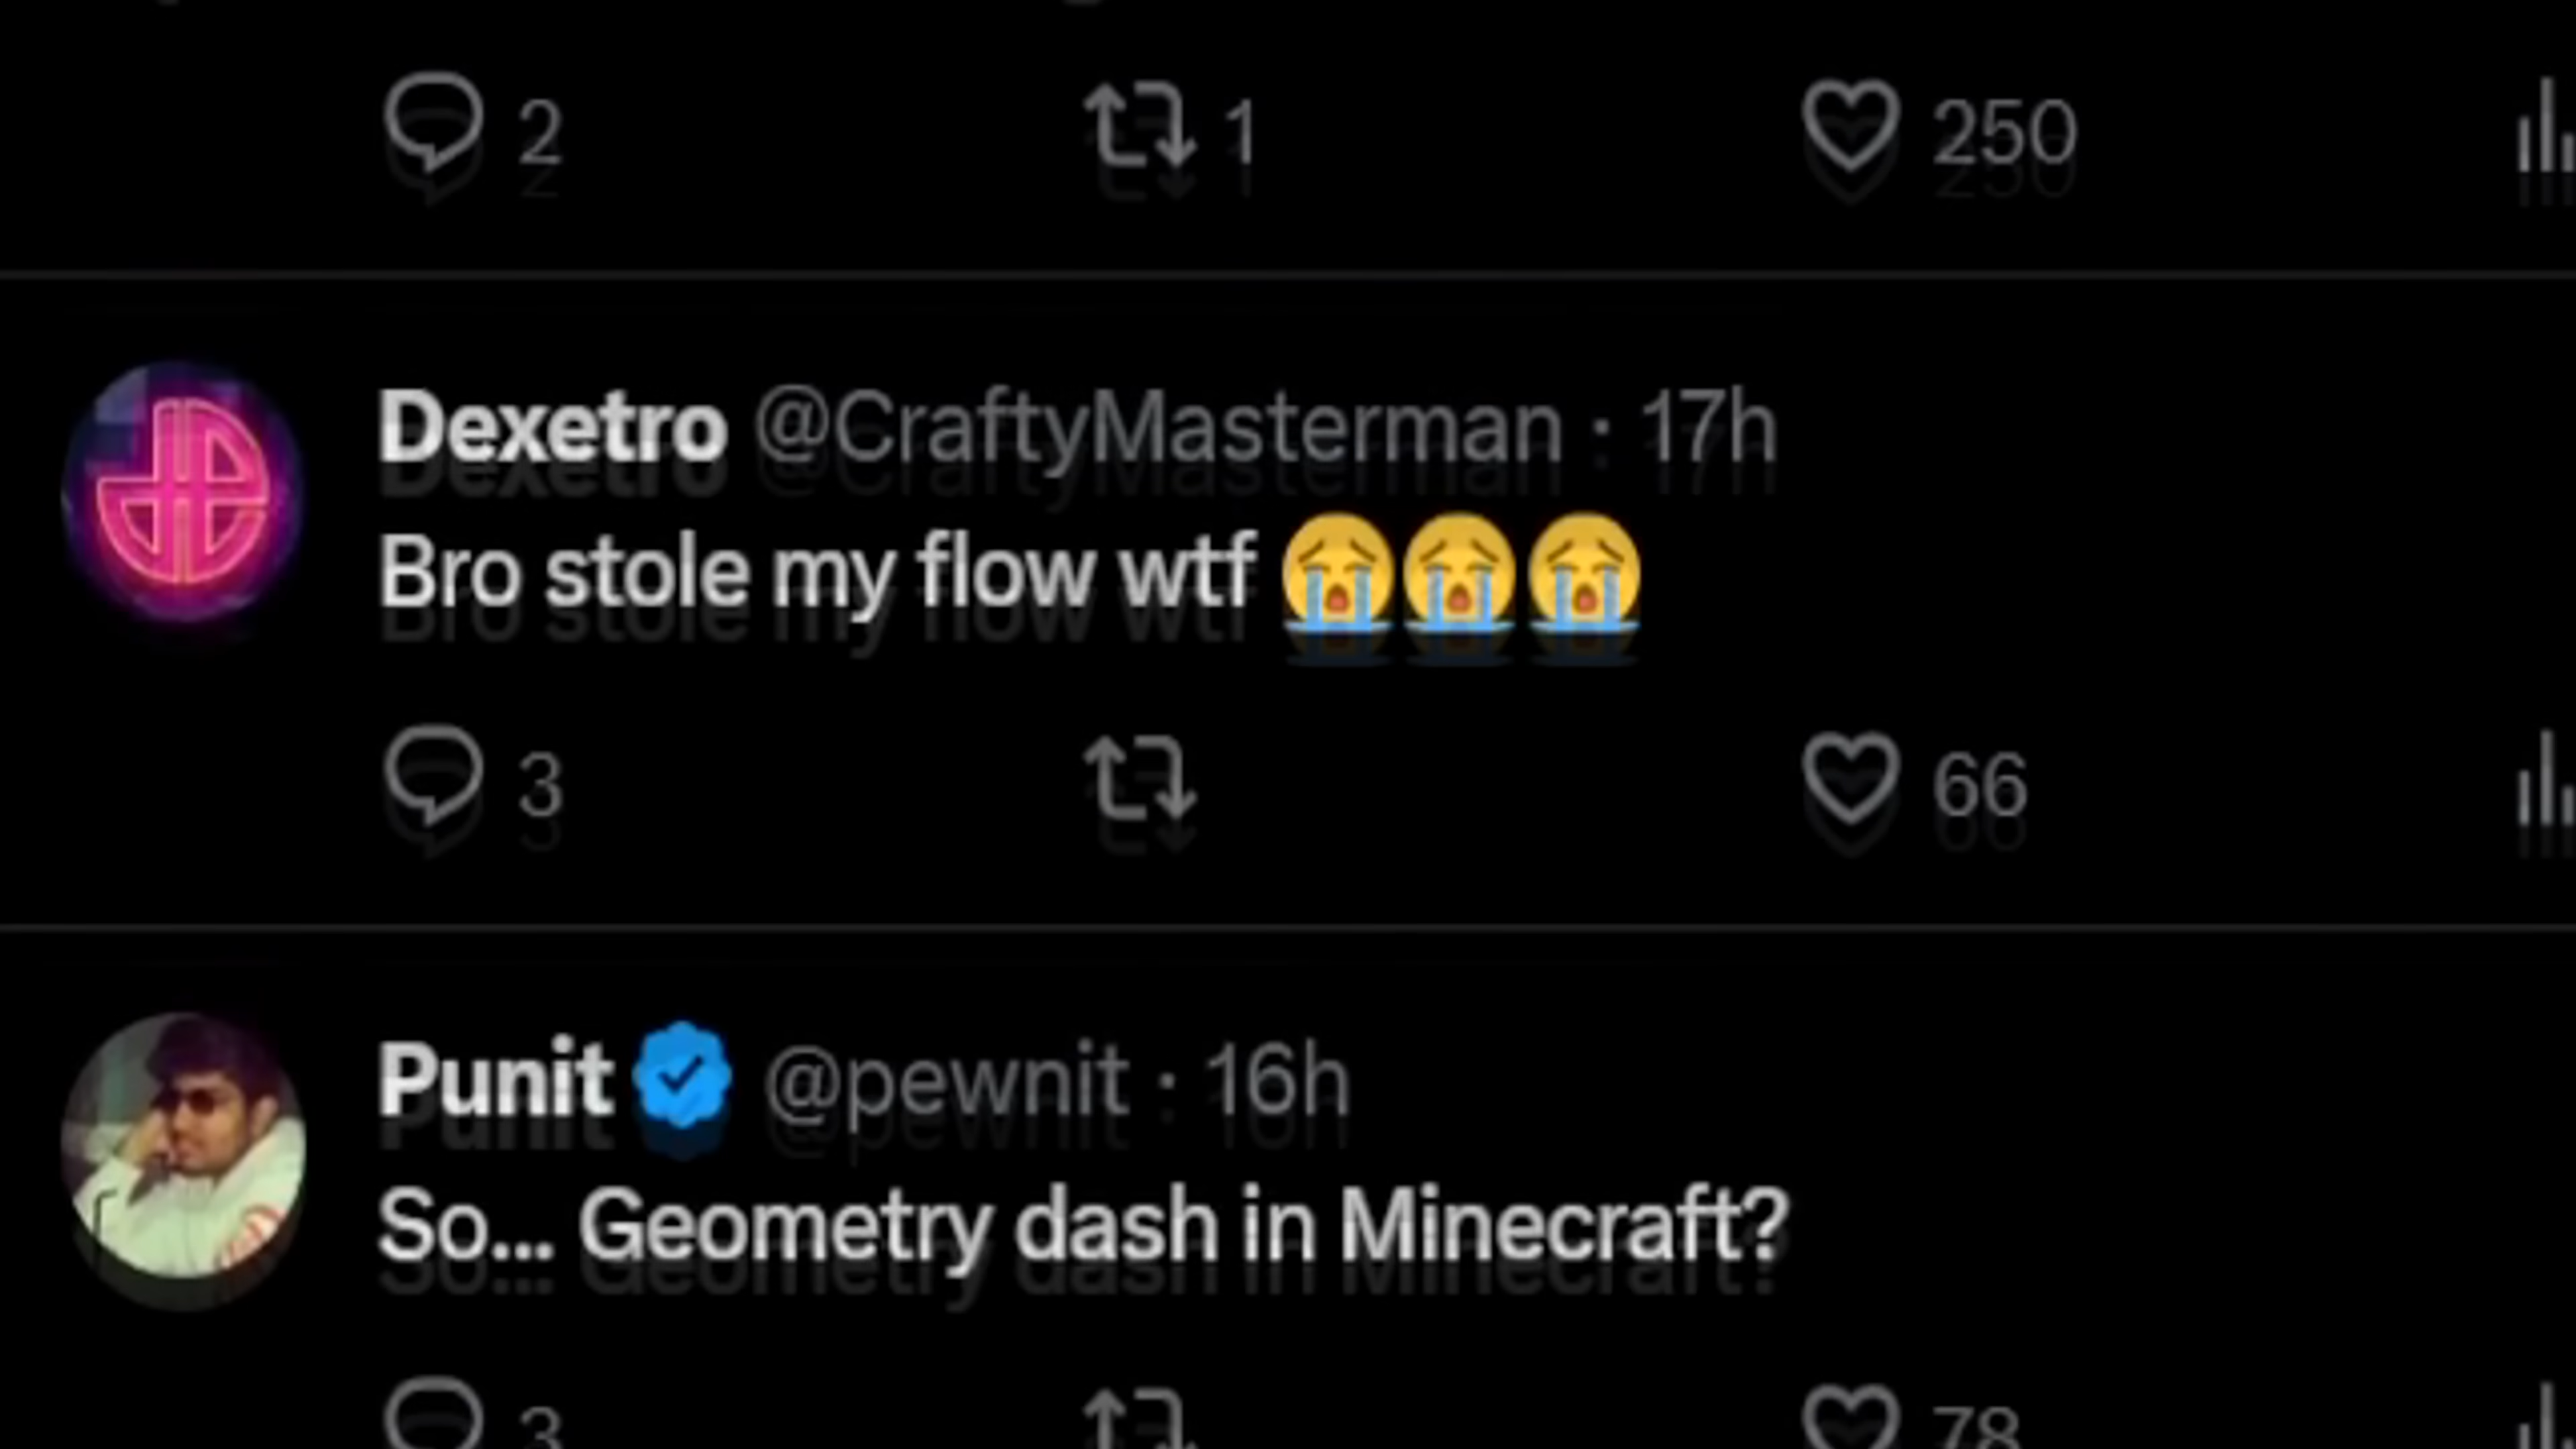 2 1 250
Dexetro @CraftyMasterman · 17h
Bro stole my flow wtf 😭😭😭
3 66
Punit @pewnit · 16h
So... Geometry dash in Minecraft?
3 78